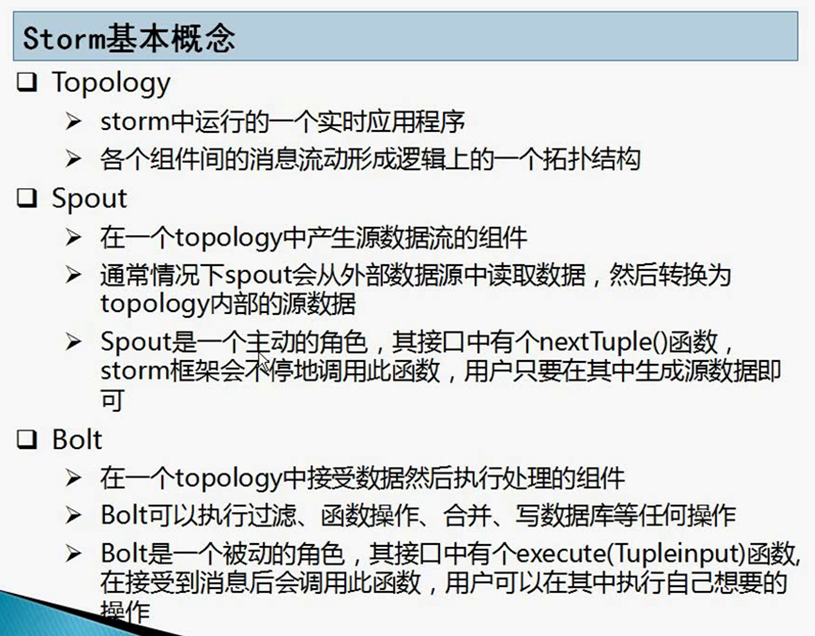 Storm基本概念
Topology
storm中运行的一个实时应用程序
各个组件间的消息流动形成逻辑上的一个拓扑结构
Spout
在一个topology中产生源数据流的组件
通常情况下spout会从外部数据源中读取数据，然后转换为
topology内部的源数据
Spout是一个主动的角色，其接口中有个nextTuple()函数，
storm框架会不停地调用此函数，用户只要在其中生成源数据即
可
Bolt
在一个topology中接受数据然后执行处理的组件
Bolt可以执行过滤、函数操作、合并、写数据库等任何操作
Bolt是一个被动的角色，其接口中有个execute(Tupleinput)函数,
在接受到消息后会调用此函数，用户可以在其中执行自己想要的
操作